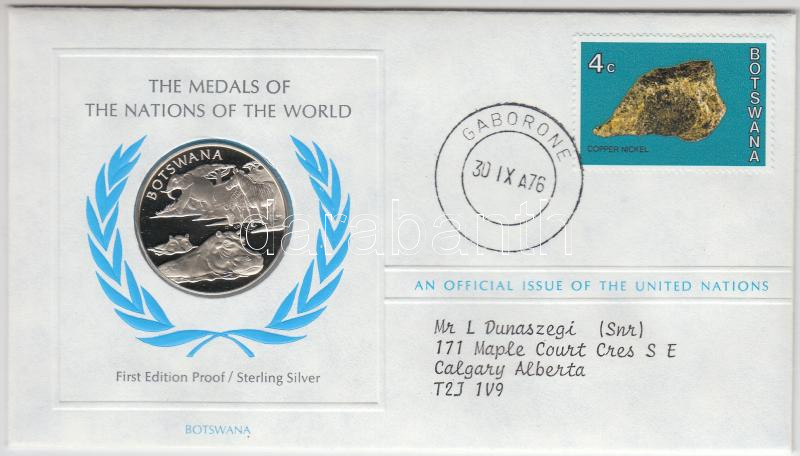 THE MEDALS OF
THE NATIONS OF THE WORLD
BOTSWANA
First Edition Proof / Sterling Silver
BOTSWANA
GABORONE
30 IX A76
4c
BOTSWANA
COPPER NICKEL
AN OFFICIAL ISSUE OF THE UNITED NATIONS
Mr L Dunaszegi (Snr)
171 Maple Court Cres S E
Calgary Alberta
T2J 1V9
darabanth